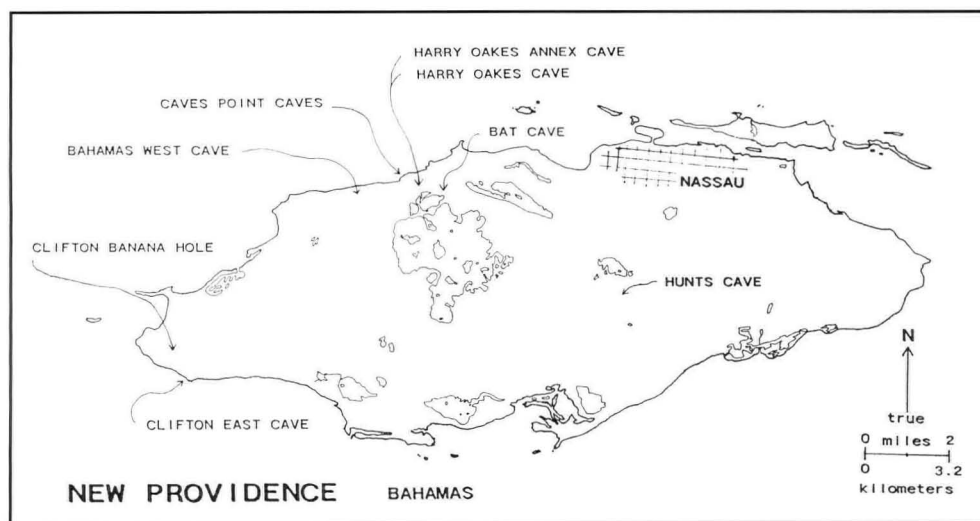 HARRY OAKES ANNEX CAVE
HARRY OAKES CAVE
CAVES POINT CAVES
BAT CAVE
BAHAMAS WEST CAVE
NASSAU
CLIFTON BANANA HOLE
HUNTS CAVE
N
CLIFTON EAST CAVE
true
0 miles 2
0 3.2
kilometers
NEW PROVIDENCE BAHAMAS